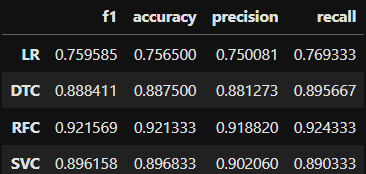 f1 accuracy precision recall
LR 0.759585 0.756500 0.750081 0.769333
DTC 0.888411 0.887500 0.881273 0.895667
RFC 0.921569 0.921333 0.918820 0.924333
SVC 0.896158 0.896833 0.902060 0.890333